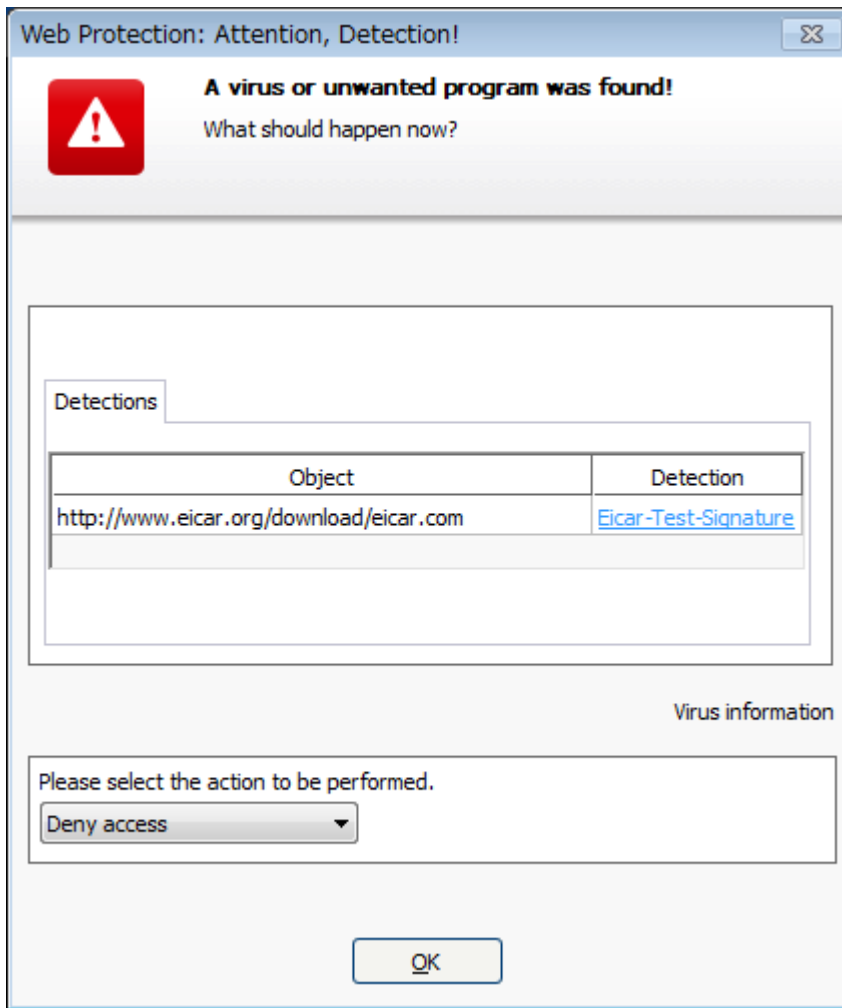 Web Protection: Attention, Detection!
A virus or unwanted program was found!
What should happen now?
Detections
Object Detection
http://www.eicar.org/download/eicar.com Eicar-Test-Signature
Virus information
Please select the action to be performed.
Deny access
OK